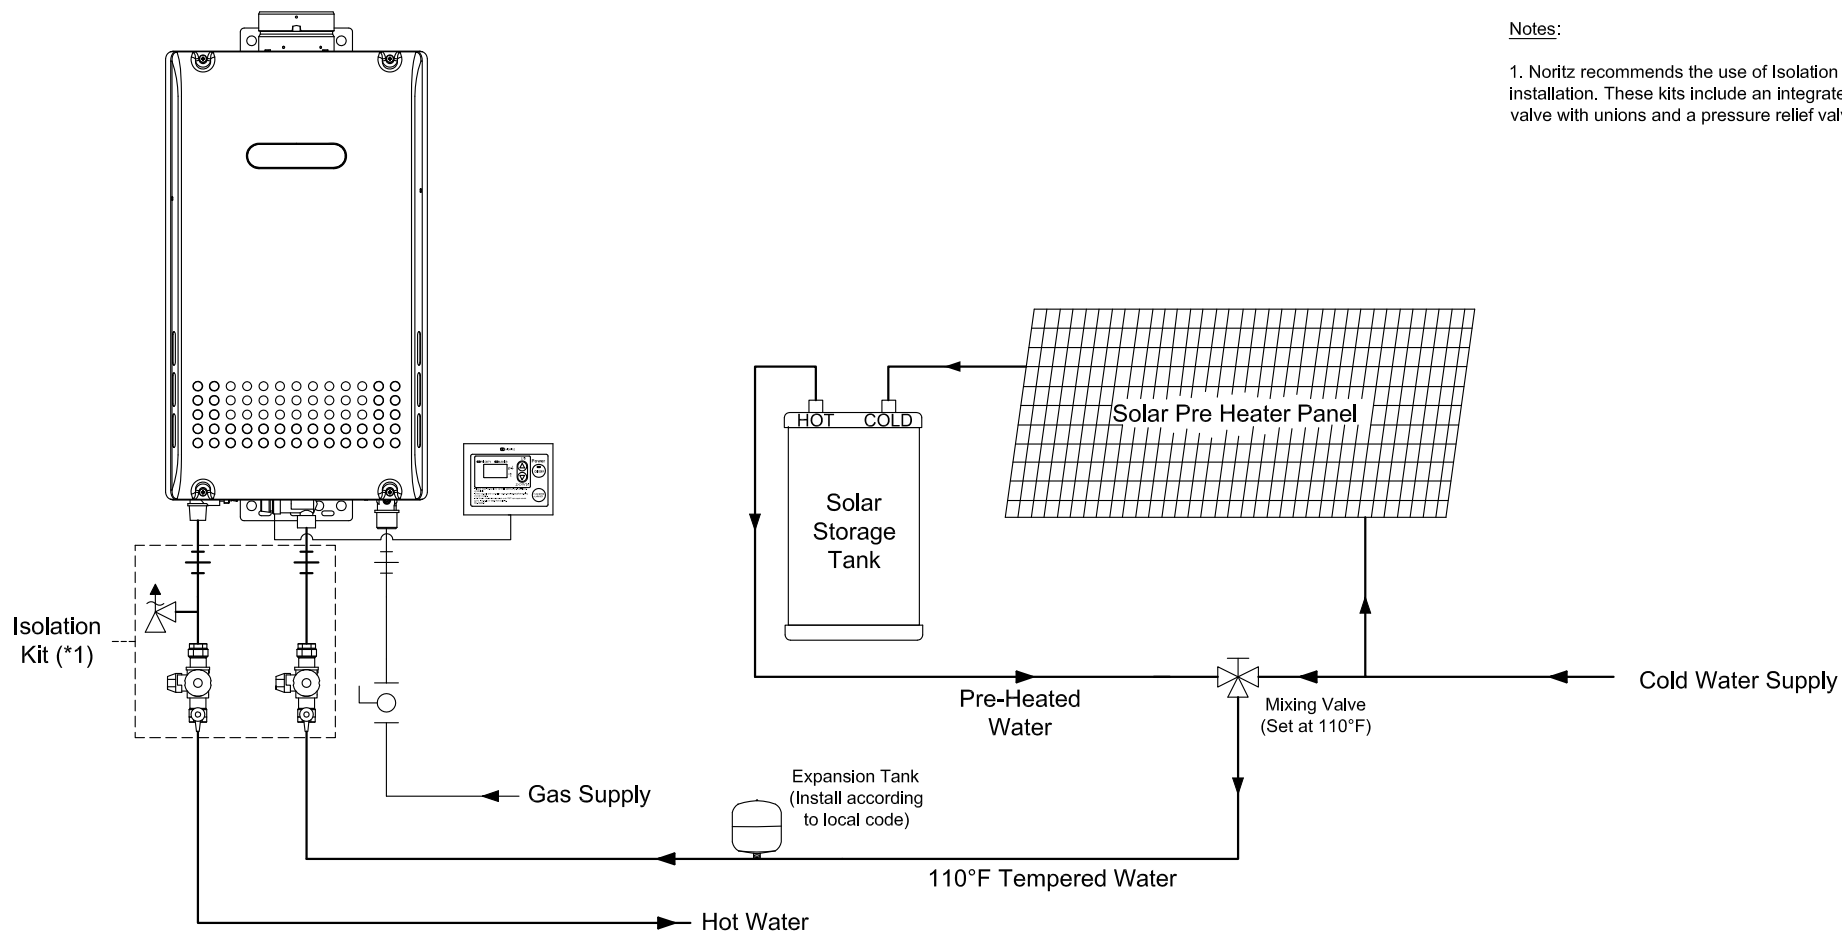 Notes:
1. Noritz recommends the use of Isolation
installation. These kits include an integrate
valve with unions and a pressure relief val
Solar Pre Heater Panel
HOT COLD
Power
Solar
Storage
Tank
Isolation
Kit (*1)
Cold Water Supply
Pre-Heated
Water
Mixing Valve
(Set at 110°F)
Expansion Tank
(Install according
to local code)
Gas Supply
110°F Tempered Water
Hot Water